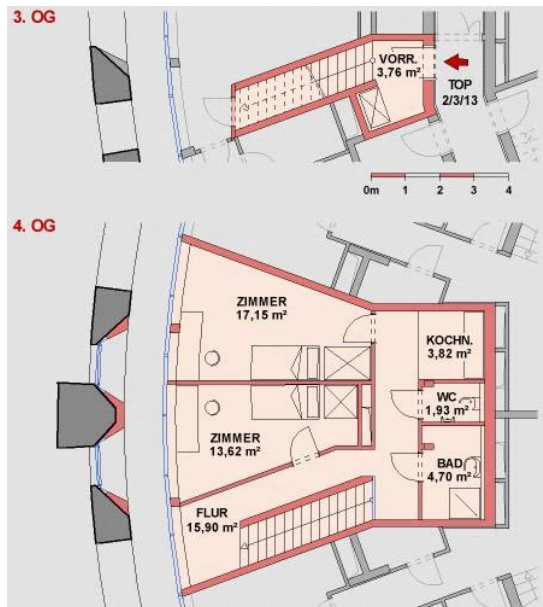 3. OG
VORR.
3,76 m²
TOP
2/3/13
0m 1 2 3 4
4. OG
ZIMMER
17,15 m²
KOCHN.
3,82 m²
WC
1,93 m²
ZIMMER
13,62 m²
BAD
4,70 m²
FLUR
15,90 m²